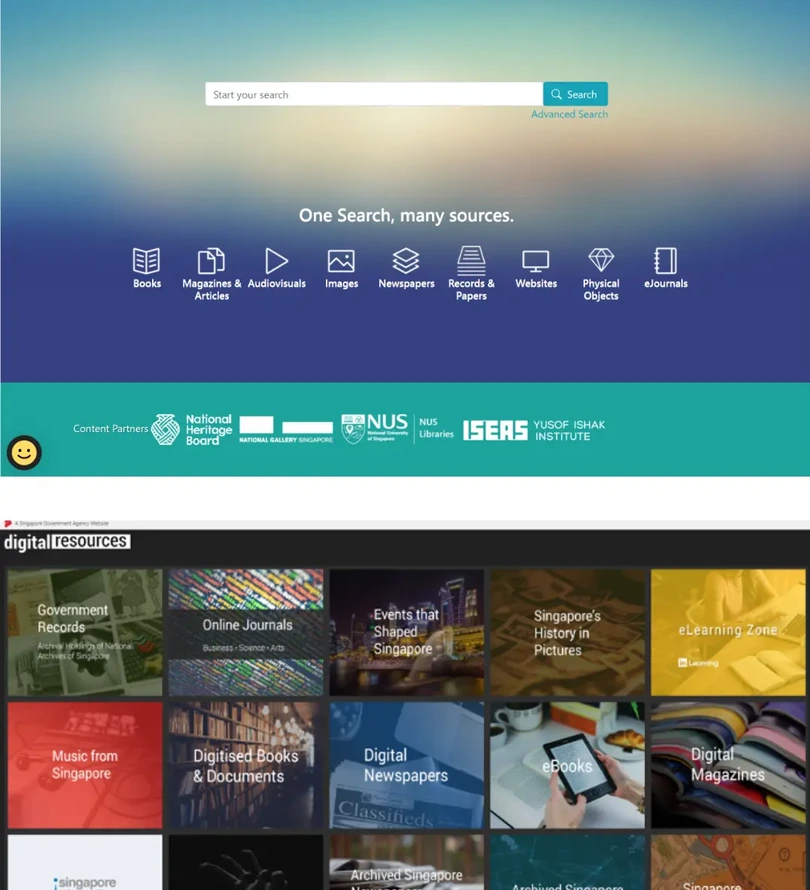 Start your search
Search
Advanced Search
One Search, many sources.
Books
Magazines &
Articles
Audiovisuals
Images
Newspapers
Records &
Papers
Websites
Physical
Objects
eJournals
Content Partners
National
Heritage
Board
NATIONAL GALLERY SINGAPORE
NUS
National University
of Singapore
NUS
Libraries
ISEAS
YUSOF ISHAK
INSTITUTE
A Singapore Government Agency Website
digital resources
Government
Records
Archival Holdings of National
Archives of Singapore
Online Journals
Business • Science • Arts
Events that
Shaped
Singapore
Singapore's
History in
Pictures
eLearning Zone
in Learning
Music from
Singapore
Digitised Books
& Documents
Digital
Newspapers
Classifieds
eBooks
Digital
Magazines
singapore
Archived Singapore
Archived Singapore
Singapore